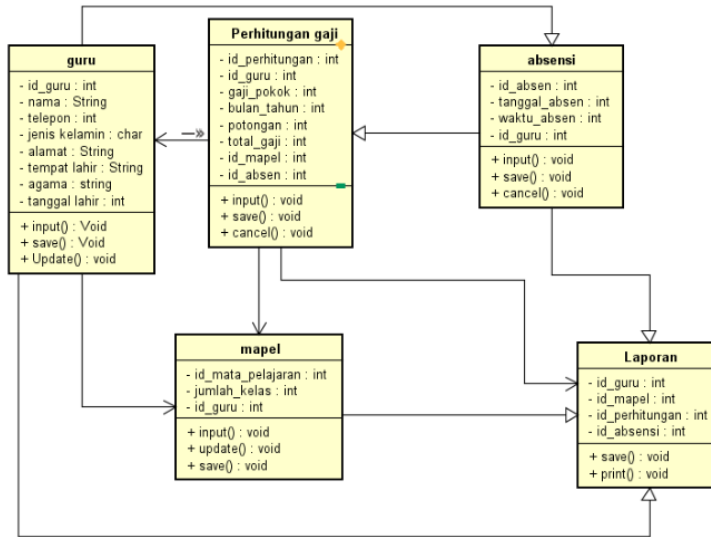 guru
- id_guru : int
- nama : String
- telepon : int
- jenis kelamin : char
- alamat : String
- tempat lahir : String
- agama : string
- tanggal lahir : int
+ input() : Void
+ save() : Void
+ Update() : void
Perhitungan gaji
- id_perhitungan : int
- id_guru : int
- gaji_pokok : int
- bulan_tahun : int
- potongan : int
- total_gaji : int
- id_mapel : int
- id_absen : int
+ input() : void
+ save() : void
+ cancel() : void
absensi
- id_absen : int
- tanggal_absen : int
- waktu_absen : int
- id_guru : int
+ input() : void
+ save() : void
+ cancel() : void
mapel
- id_mata_pelajaran : int
- jumlah_kelas : int
- id_guru : int
+ input() : void
+ update() : void
+ save() : void
Laporan
- id_guru : int
- id_mapel : int
- id_perhitungan : int
- id_absensi : int
+ save() : void
+ print() : void